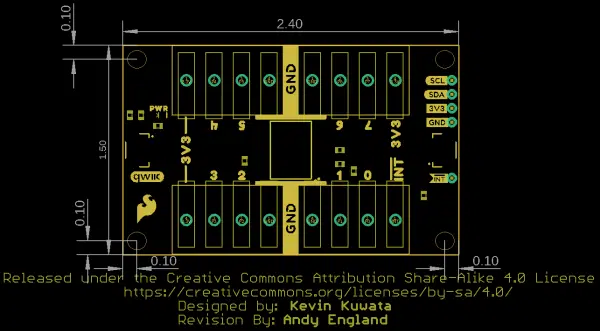 2.40
0.10
GND
SCL
SDA
3V3
GND
PWR
4
5
6
7
3V3
INT 3V3
1.50
qwiic
3
2
1
0
INT
GND
0.10
0.10
0.10
Released under the Creative Commons Attribution Share-Alike 4.0 License
https://creativecommons.org/licenses/by-sa/4.0/
Designed by: Kevin Kuwata
Revision By: Andy England